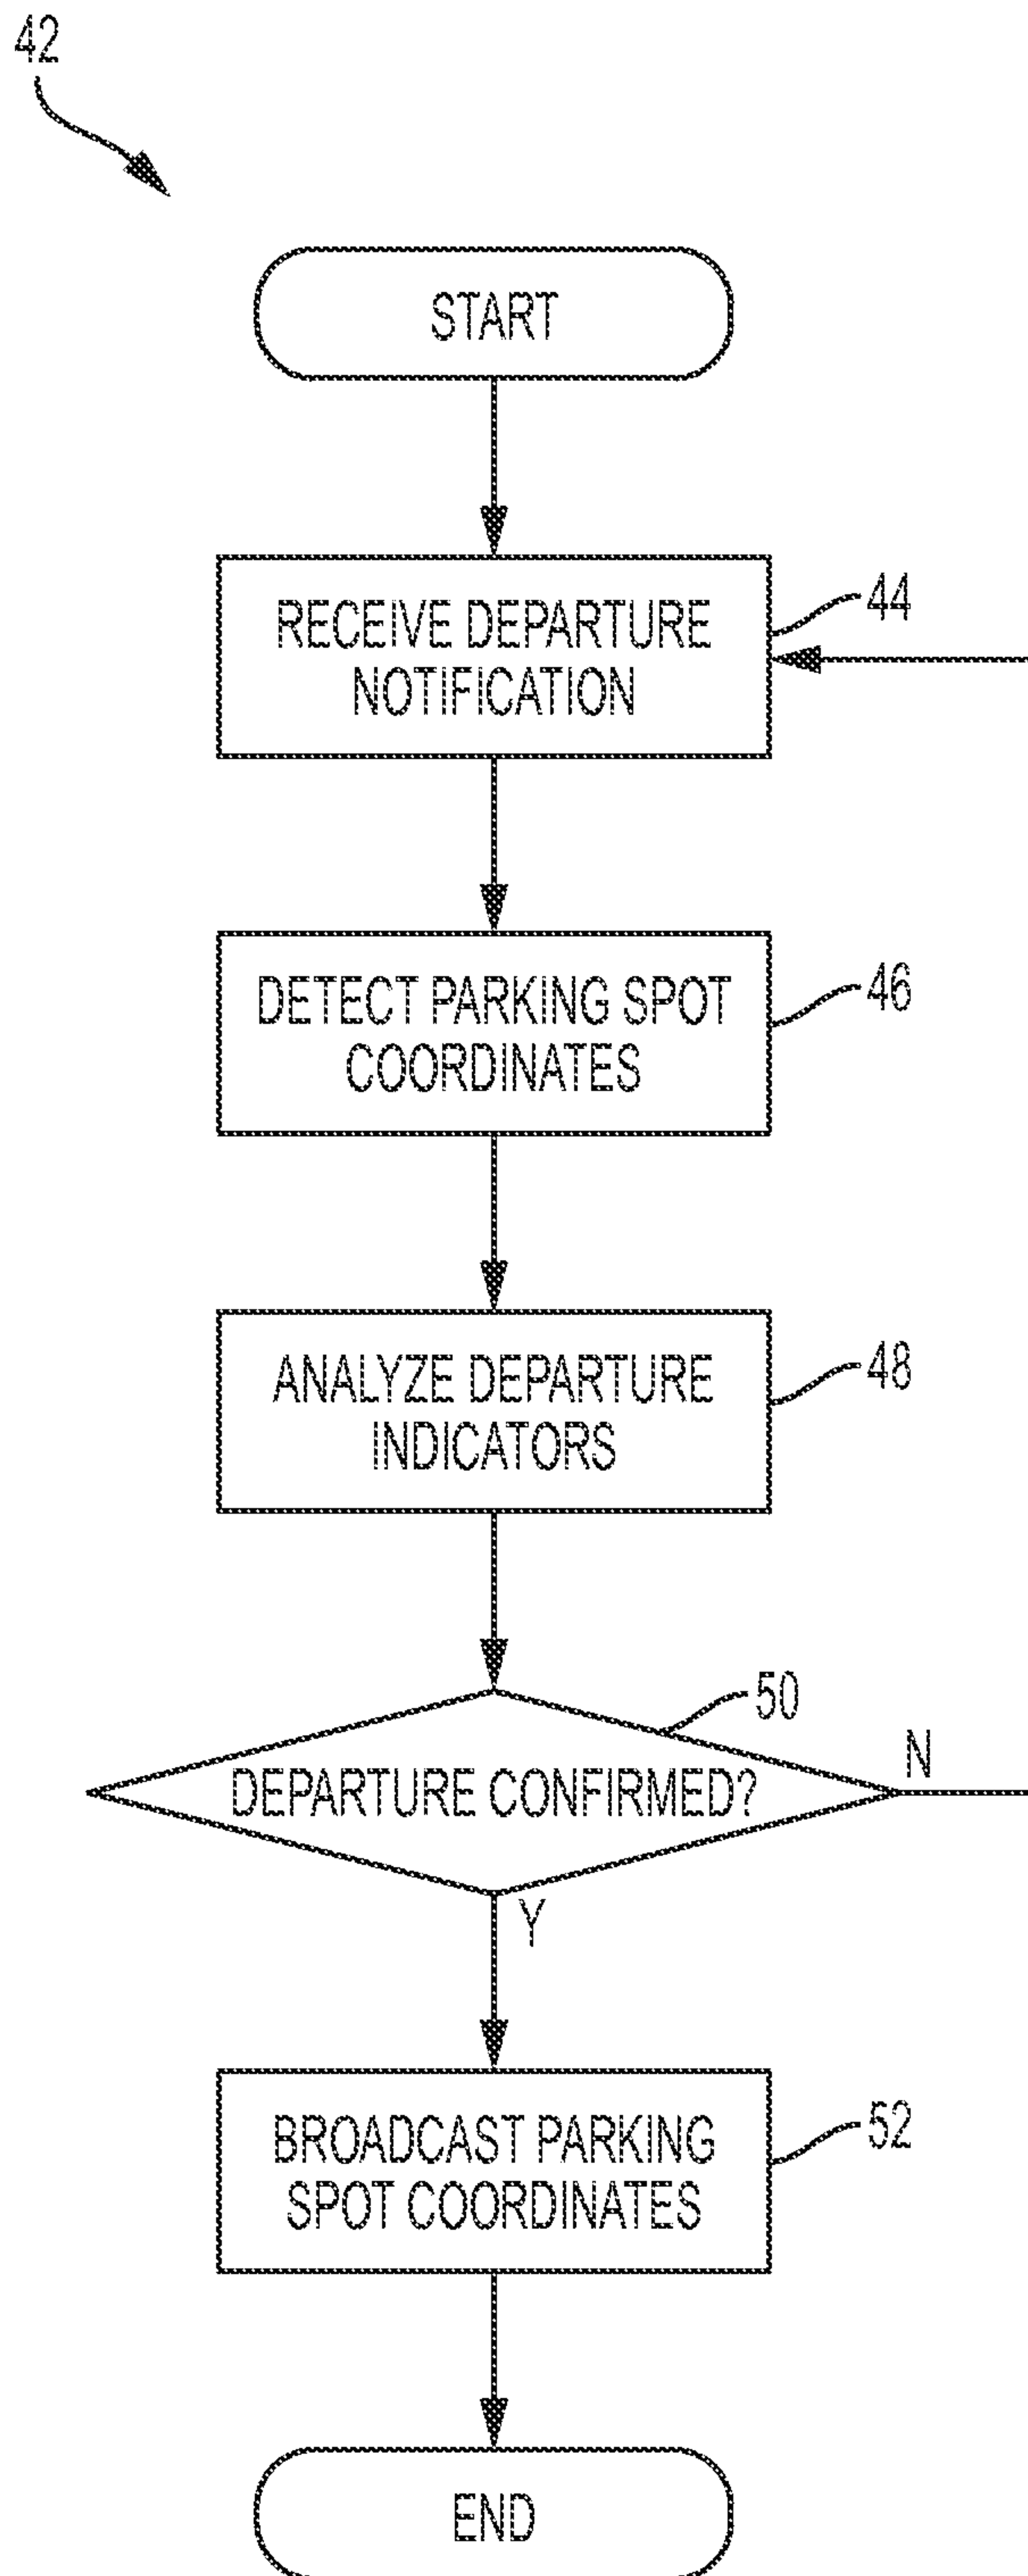 42
START
RECEIVE DEPARTURE
NOTIFICATION
44
DETECT PARKING SPOT
COORDINATES
46
ANALYZE DEPARTURE
INDICATORS
48
50
DEPARTURE CONFIRMED?
N
Y
BROADCAST PARKING
SPOT COORDINATES
52
END